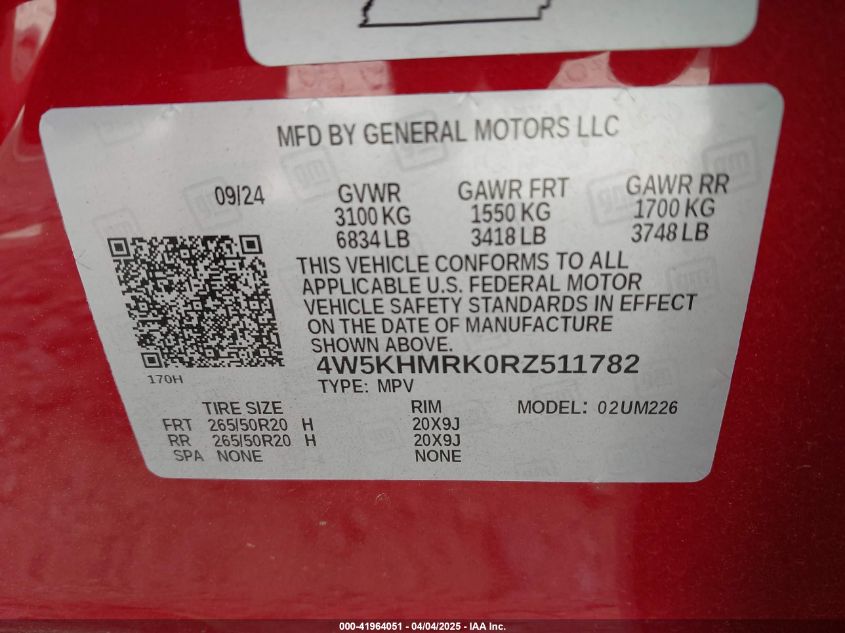 MFD BY GENERAL MOTORS LLC
09/24 GVWR GAWR FRT GAWR RR
3100 KG 1550 KG 1700 KG
6834 LB 3418 LB 3748 LB
THIS VEHICLE CONFORMS TO ALL
APPLICABLE U.S. FEDERAL MOTOR
VEHICLE SAFETY STANDARDS IN EFFECT
ON THE DATE OF MANUFACTURE
SHOWN ABOVE.
170H
4W5KHMRK0RZ511782
TYPE: MPV
TIRE SIZE RIM MODEL: 02UM226
FRT 265/50R20 H 20X9J
RR 265/50R20 H 20X9J
SPA NONE NONE
000-41964051 - 04/04/2025 - IAA Inc.